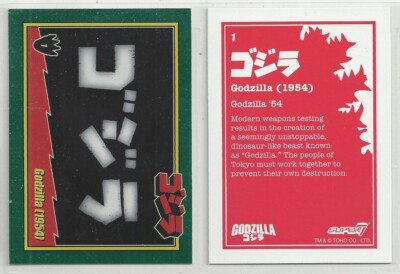 ゴジラ
ゴジラ
Godzilla (1954)
1
ゴジラ
Godzilla (1954)
Godzilla '54
Modern weapons testing
results in the creation of
a seemingly unstoppable,
dinosaur-like beast known
as "Godzilla." The people of
Tokyo must work together to
prevent their own destruction.
GODZILLA
ゴジラ
SUPER7
TM & © TOHO CO., LTD.